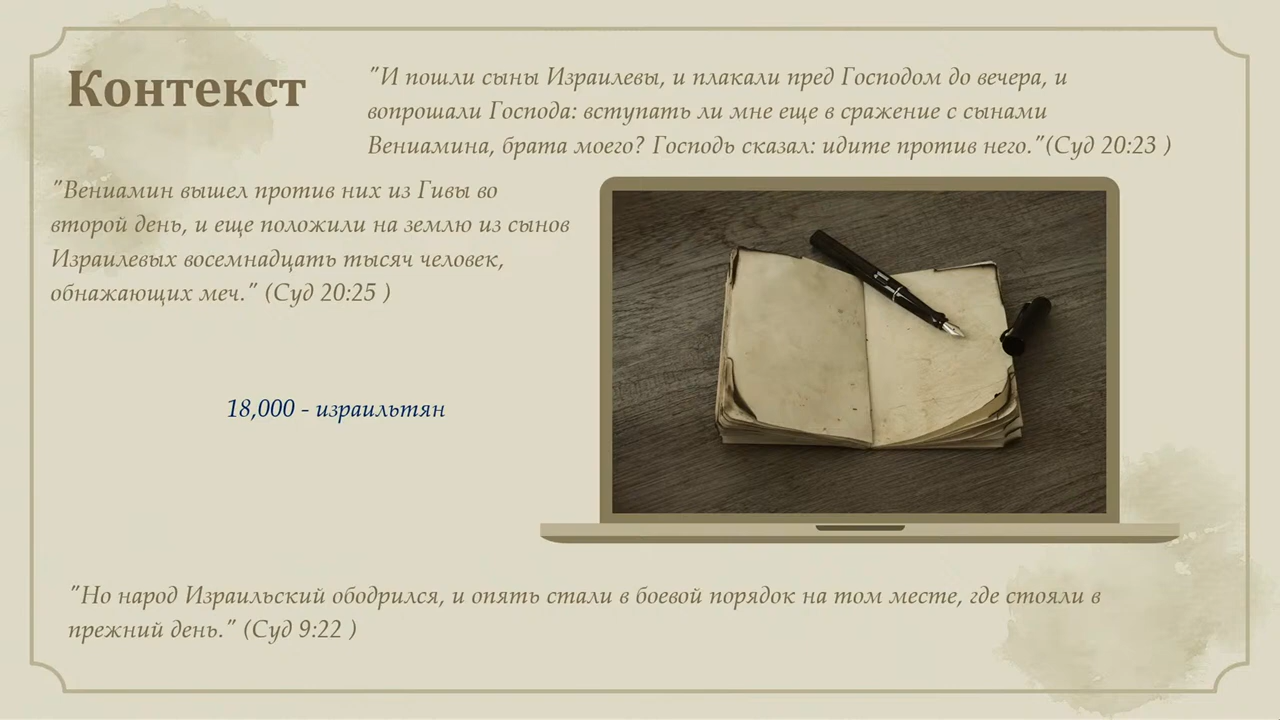 Контекст
"И пошли сыны Израилевы, и плакали пред Господом до вечера, и
вопрошали Господа: вступать ли мне еще в сражение с сынами
Вениамина, брата моего? Господь сказал: идите против него."(Суд 20:23 )
"Вениамин вышел против них из Гивы во
второй день, и еще положили на землю из сынов
Израилевых восемнадцать тысяч человек,
обнажающих меч." (Суд 20:25 )
18,000 - израильтян
"Но народ Израильский ободрился, и опять стали в боевой порядок на том месте, где стояли в
прежний день." (Суд 9:22 )